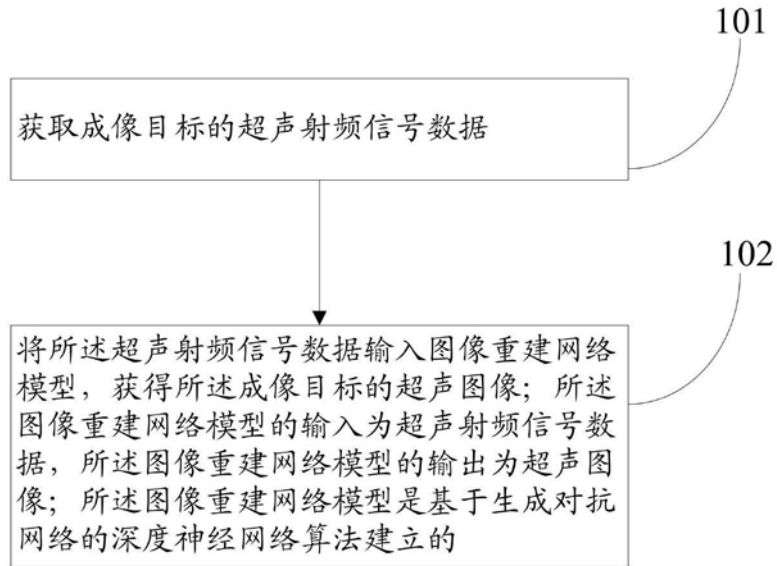 101
获取成像目标的超声射频信号数据
102
将所述超声射频信号数据输入图像重建网络
模型，获得所述成像目标的超声图像；所述
图像重建网络模型的输入为超声射频信号数
据，所述图像重建网络模型的输出为超声图
像；所述图像重建网络模型是基于生成对抗
网络的深度神经网络算法建立的